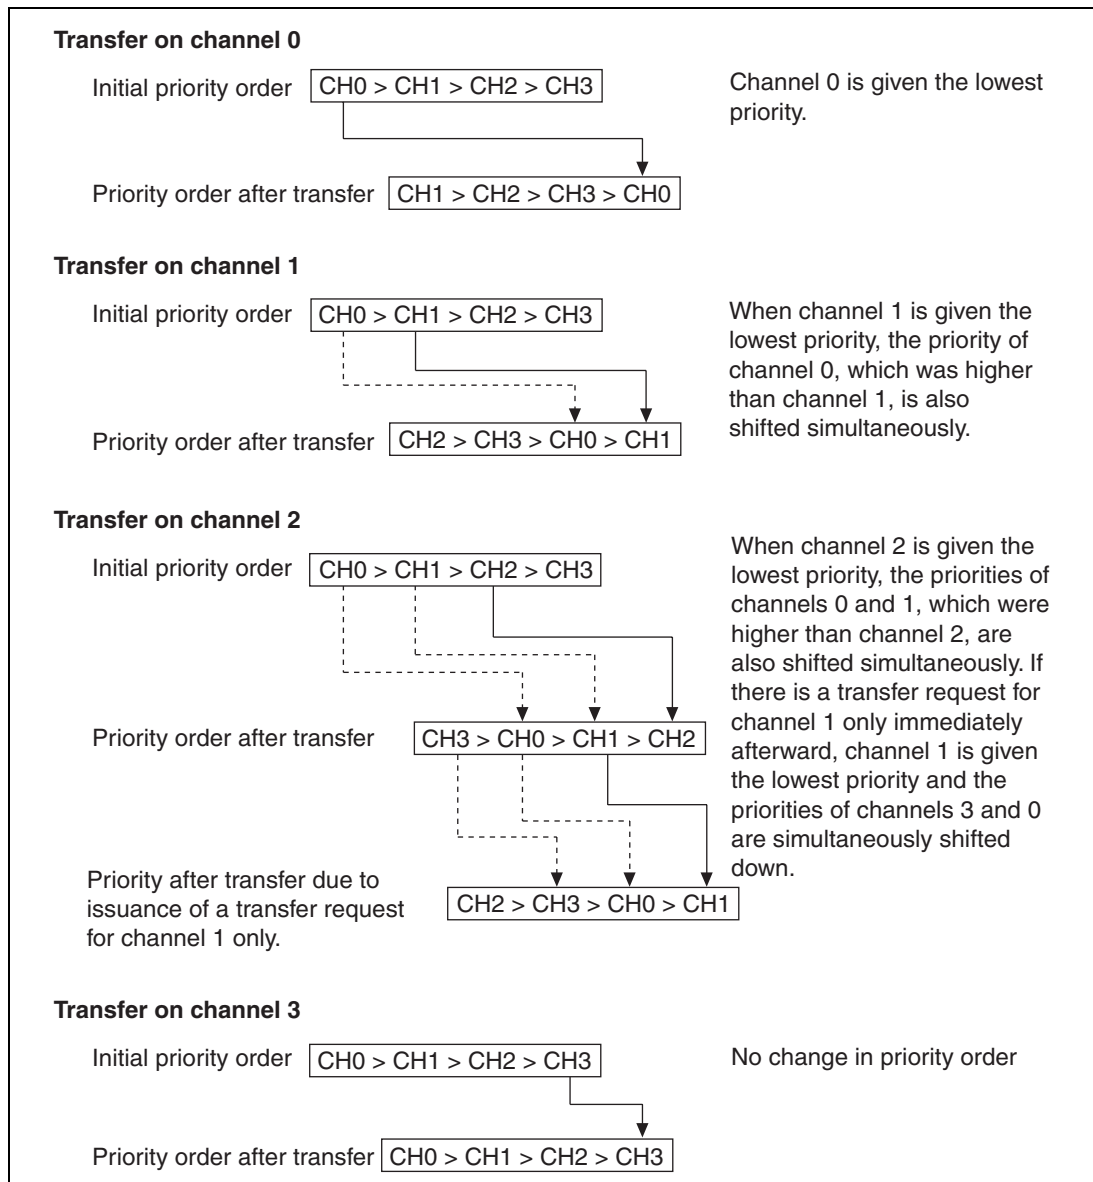 Transfer on channel 0
Initial priority order CH0 > CH1 > CH2 > CH3
Channel 0 is given the lowest
priority.
Priority order after transfer CH1 > CH2 > CH3 > CH0
Transfer on channel 1
Initial priority order CH0 > CH1 > CH2 > CH3
When channel 1 is given the
lowest priority, the priority of
channel 0, which was higher
than channel 1, is also
shifted simultaneously.
Priority order after transfer CH2 > CH3 > CH0 > CH1
Transfer on channel 2
Initial priority order CH0 > CH1 > CH2 > CH3
When channel 2 is given the
lowest priority, the priorities of
channels 0 and 1, which were
higher than channel 2, are
also shifted simultaneously. If
there is a transfer request for
channel 1 only immediately
afterward, channel 1 is given
the lowest priority and the
priorities of channels 3 and 0
are simultaneously shifted
down.
Priority order after transfer CH3 > CH0 > CH1 > CH2
Priority after transfer due to
issuance of a transfer request
for channel 1 only.
CH2 > CH3 > CH0 > CH1
Transfer on channel 3
Initial priority order CH0 > CH1 > CH2 > CH3
No change in priority order
Priority order after transfer CH0 > CH1 > CH2 > CH3